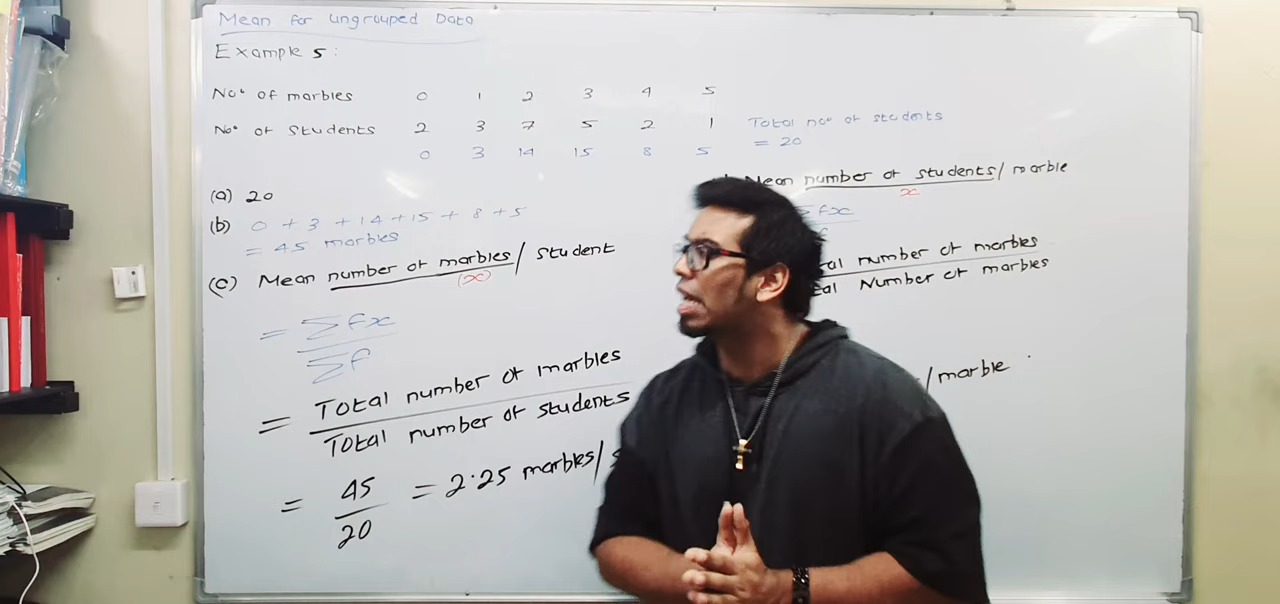 Mean for ungrouped Data
Example 5:
No. of marbles 0 1 2 3 4 5
No. of Students 2 3 7 5 2 1
0 3 14 15 8 5
Total no. of students
= 20
(a) 20
(b) 0 + 3 + 14 + 15 + 8 + 5
= 45 marbles
(c) Mean number of marbles / student
(x)
= Σfx
Σf
= Total number of marbles
Total number of students
= 45
20
= 2.25 marbles/
Mean number of students / marble
x
fx
number of marbles
Number of marbles
/marble